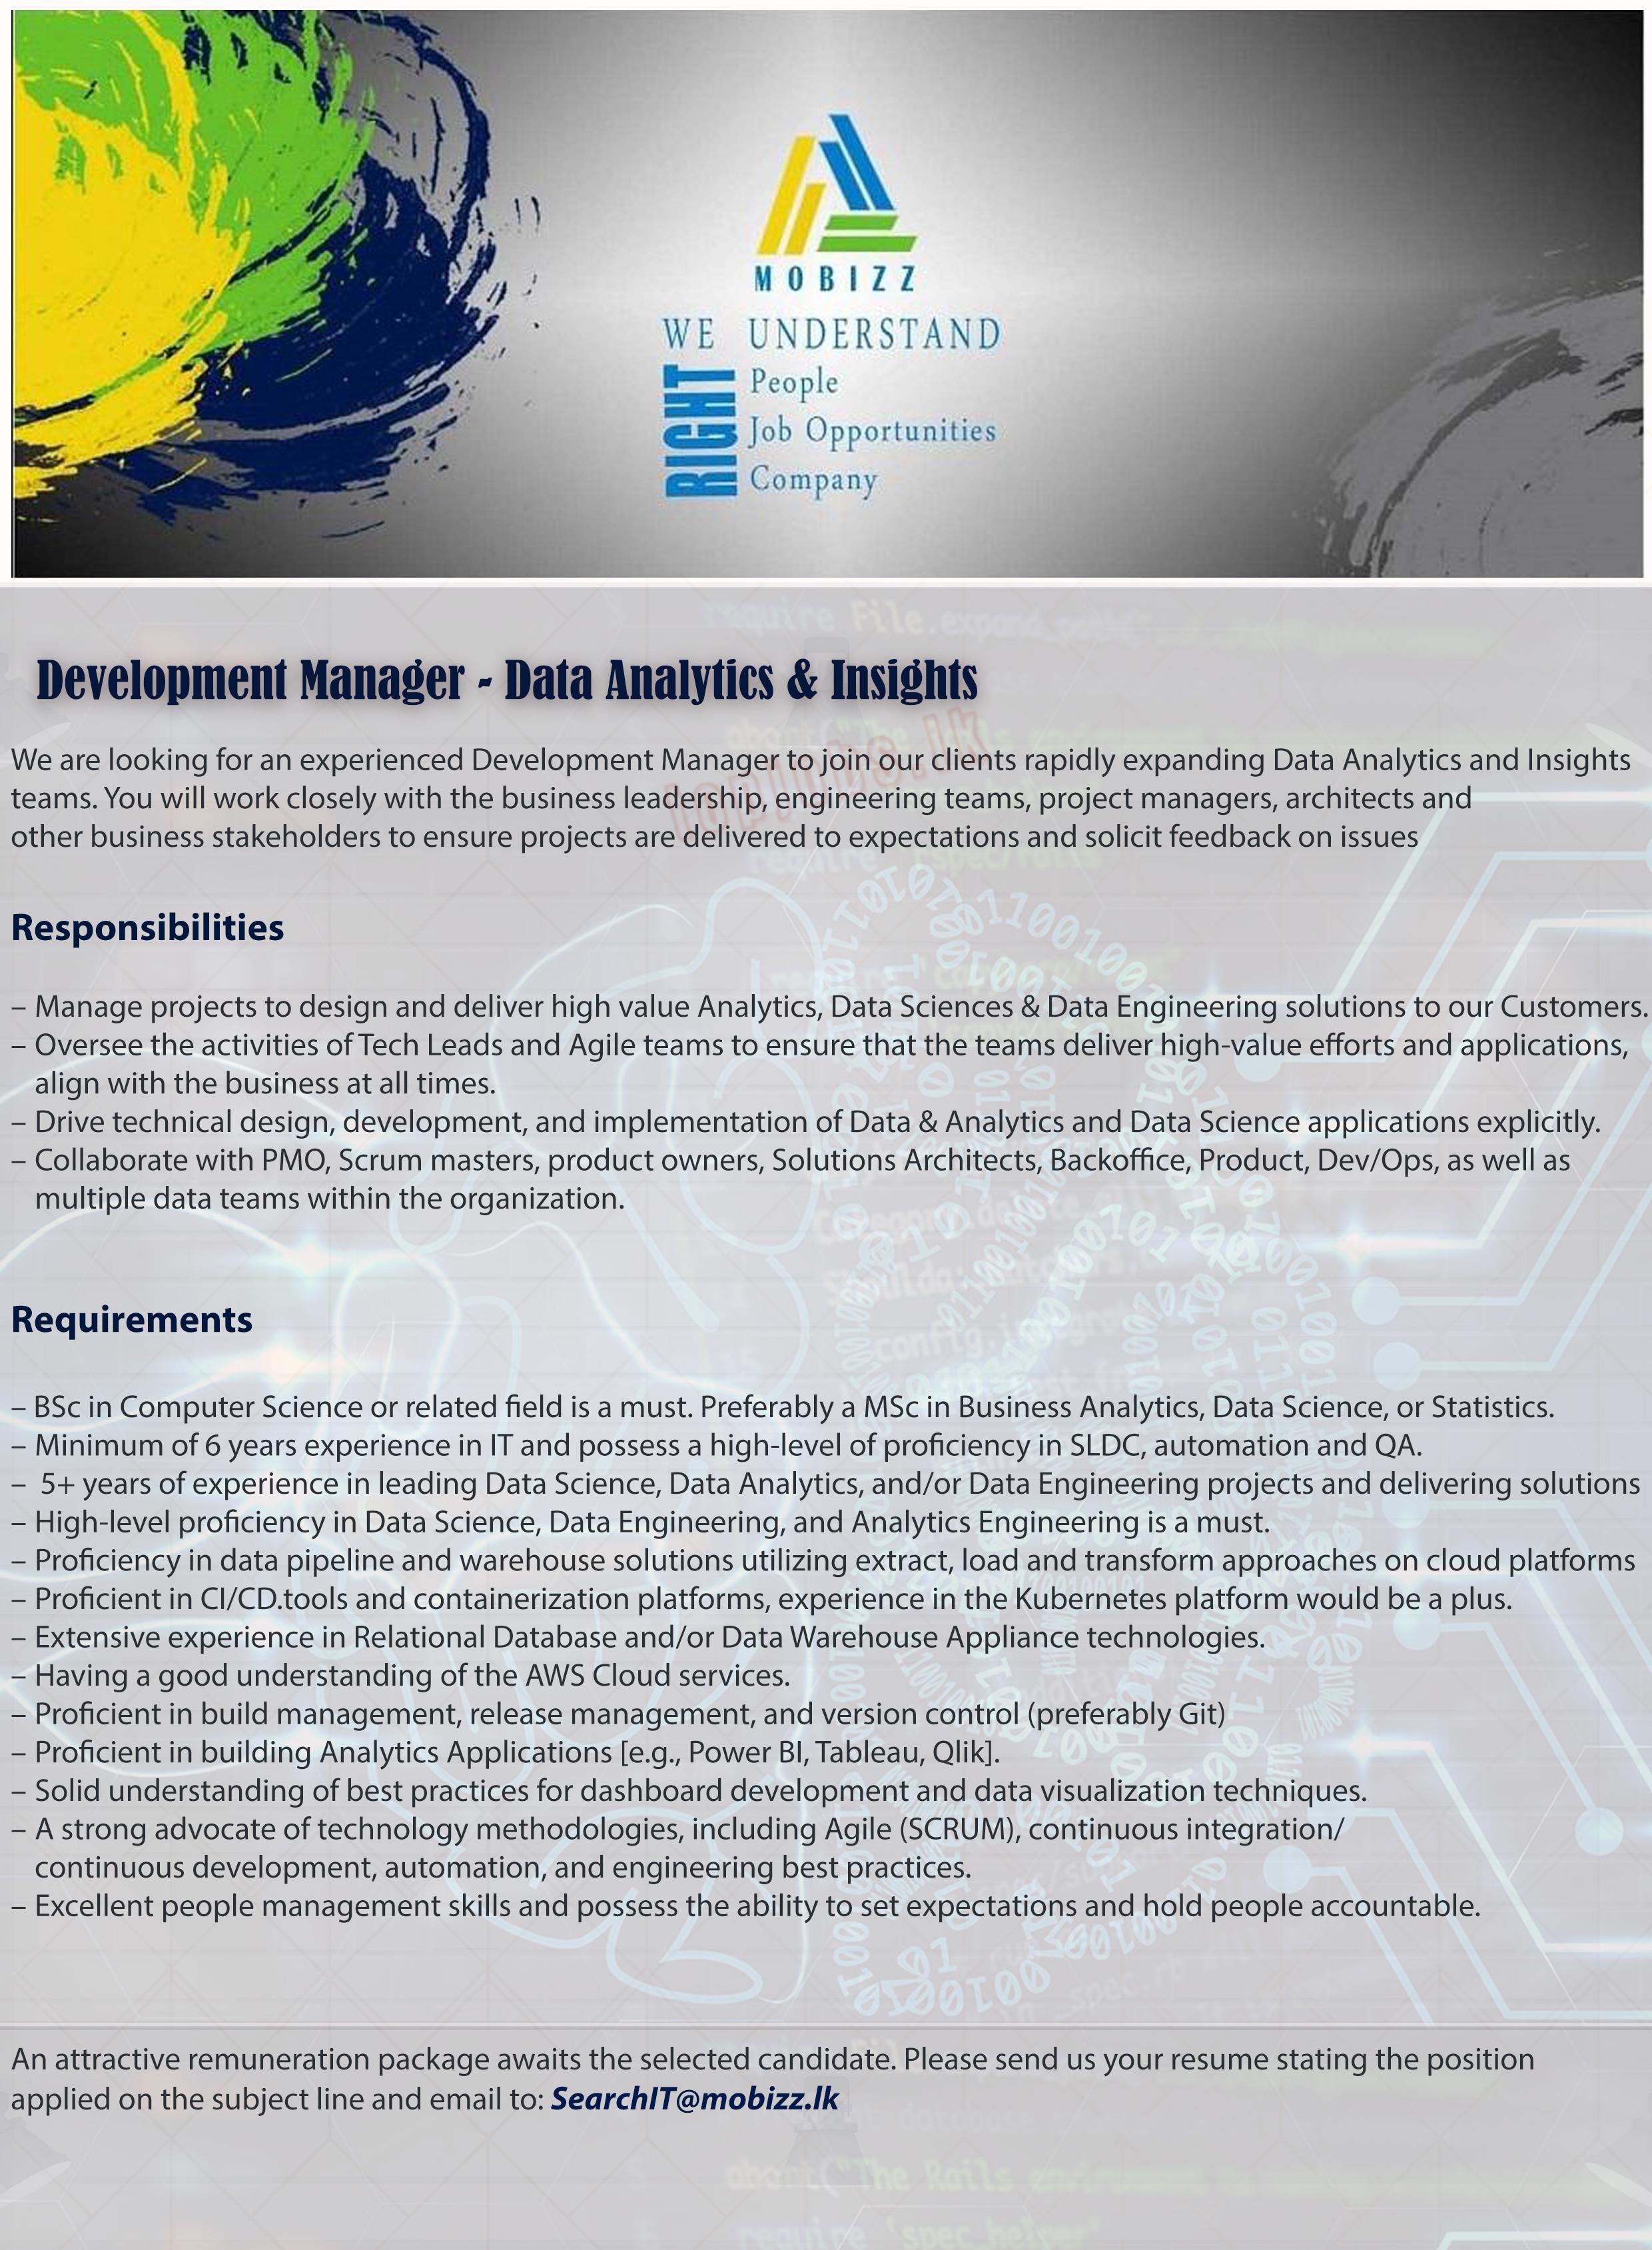 MOBIZZ
WE UNDERSTAND
RIGHT
People
Job Opportunities
Company
Development Manager - Data Analytics & Insights
topjobs.lk
We are looking for an experienced Development Manager to join our clients rapidly expanding Data Analytics and Insights
teams. You will work closely with the business leadership, engineering teams, project managers, architects and
other business stakeholders to ensure projects are delivered to expectations and solicit feedback on issues
Responsibilities
– Manage projects to design and deliver high value Analytics, Data Sciences & Data Engineering solutions to our Customers.
– Oversee the activities of Tech Leads and Agile teams to ensure that the teams deliver high-value efforts and applications,
align with the business at all times.
– Drive technical design, development, and implementation of Data & Analytics and Data Science applications explicitly.
– Collaborate with PMO, Scrum masters, product owners, Solutions Architects, Backoffice, Product, Dev/Ops, as well as
multiple data teams within the organization.
Requirements
– BSc in Computer Science or related field is a must. Preferably a MSc in Business Analytics, Data Science, or Statistics.
– Minimum of 6 years experience in IT and possess a high-level of proficiency in SLDC, automation and QA.
– 5+ years of experience in leading Data Science, Data Analytics, and/or Data Engineering projects and delivering solutions
– High-level proficiency in Data Science, Data Engineering, and Analytics Engineering is a must.
– Proficiency in data pipeline and warehouse solutions utilizing extract, load and transform approaches on cloud platforms
– Proficient in CI/CD.tools and containerization platforms, experience in the Kubernetes platform would be a plus.
– Extensive experience in Relational Database and/or Data Warehouse Appliance technologies.
– Having a good understanding of the AWS Cloud services.
– Proficient in build management, release management, and version control (preferably Git)
– Proficient in building Analytics Applications [e.g., Power BI, Tableau, Qlik].
– Solid understanding of best practices for dashboard development and data visualization techniques.
– A strong advocate of technology methodologies, including Agile (SCRUM), continuous integration/
continuous development, automation, and engineering best practices.
– Excellent people management skills and possess the ability to set expectations and hold people accountable.
An attractive remuneration package awaits the selected candidate. Please send us your resume stating the position
applied on the subject line and email to: SearchIT@mobizz.lk